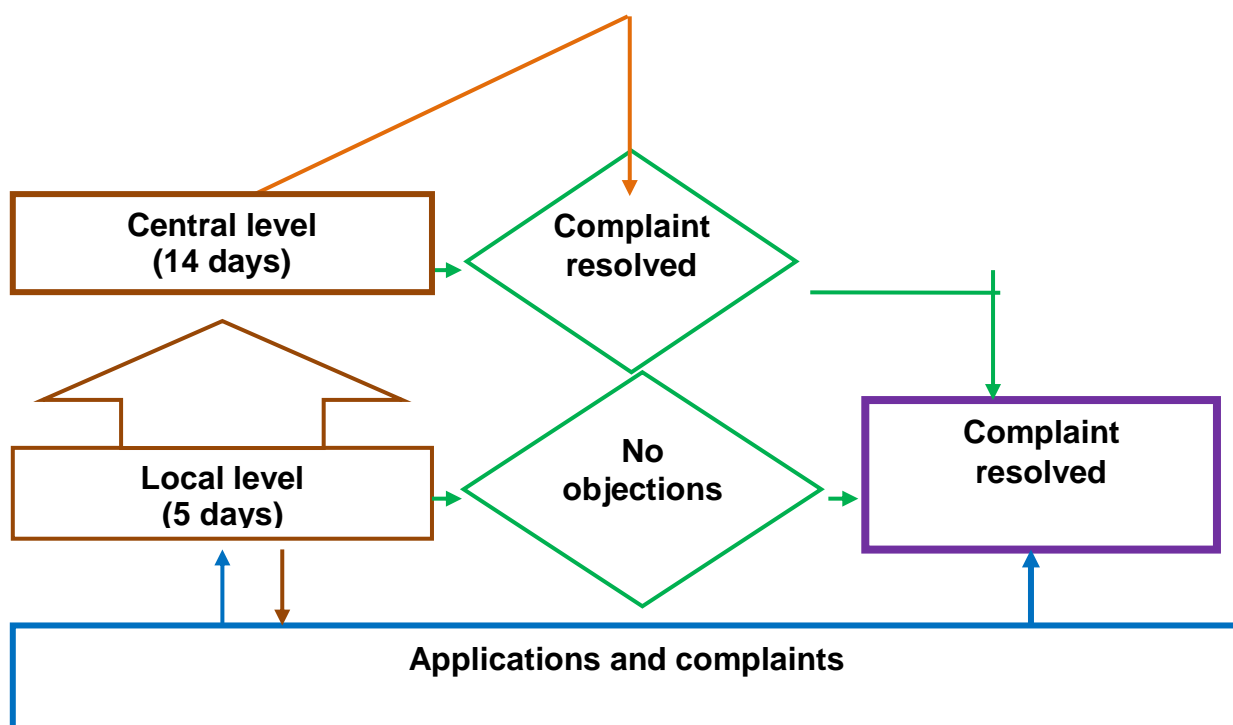 Central level
(14 days)
Complaint
resolved
Local level
(5 days)
No
objections
Complaint
resolved
Applications and complaints